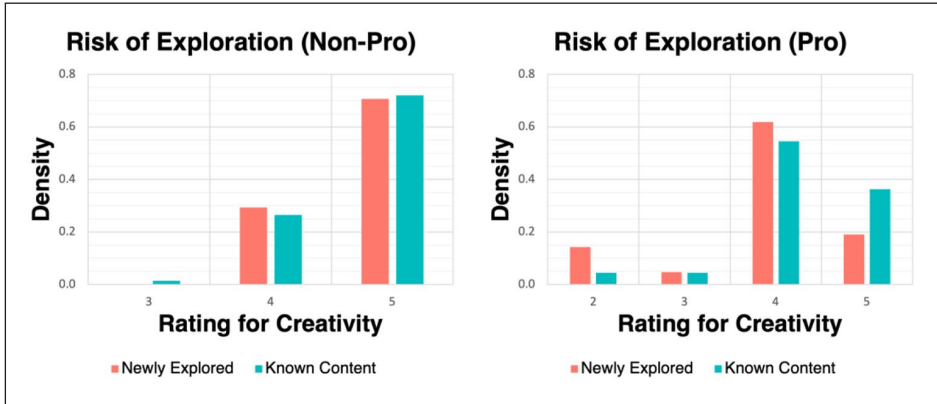 Risk of Exploration (Non-Pro)
0.8
0.6
0.4
0.2
0.0
Density
3 4 5
Rating for Creativity
Newly Explored Known Content
Risk of Exploration (Pro)
0.8
0.6
0.4
0.2
0.0
Density
2 3 4 5
Rating for Creativity
Newly Explored Known Content